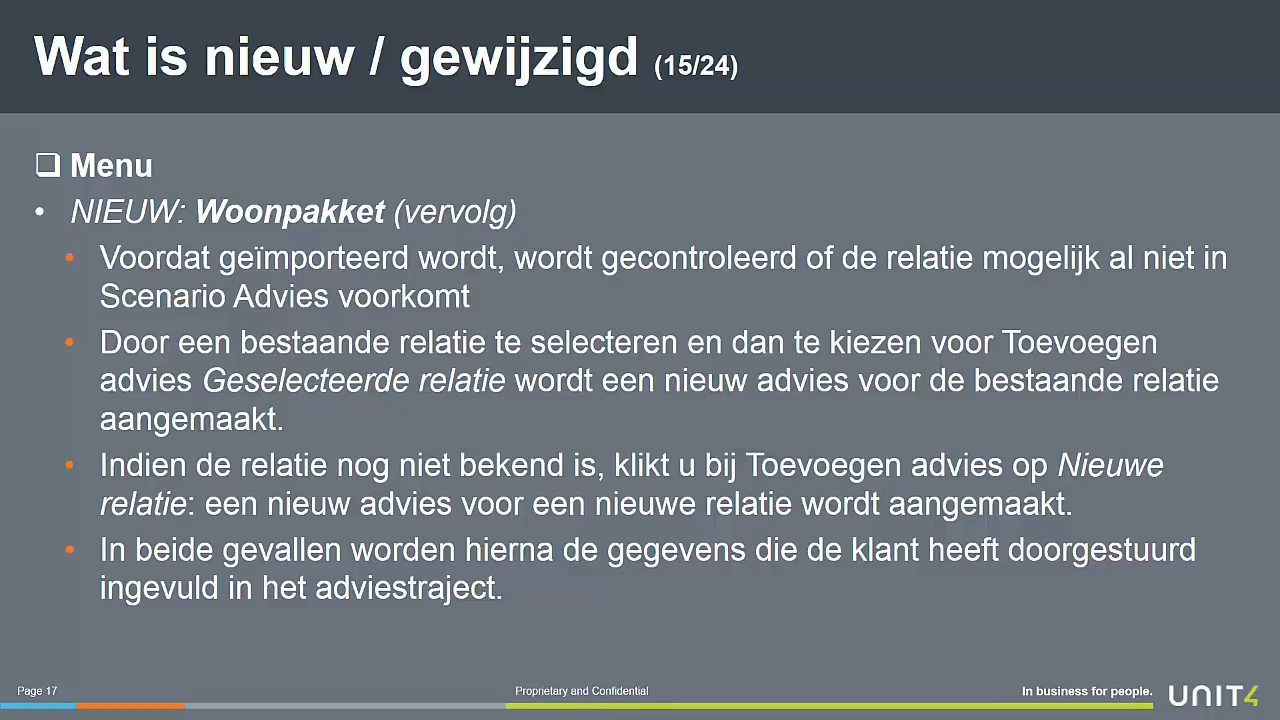 Wat is nieuw / gewijzigd (15/24)
❑ Menu
• NIEUW: Woonpakket (vervolg)
• Voordat geïmporteerd wordt, wordt gecontroleerd of de relatie mogelijk al niet in
Scenario Advies voorkomt
• Door een bestaande relatie te selecteren en dan te kiezen voor Toevoegen
advies Geselecteerde relatie wordt een nieuw advies voor de bestaande relatie
aangemaakt.
• Indien de relatie nog niet bekend is, klikt u bij Toevoegen advies op Nieuwe
relatie: een nieuw advies voor een nieuwe relatie wordt aangemaakt.
• In beide gevallen worden hierna de gegevens die de klant heeft doorgestuurd
ingevuld in het adviestraject.
Page 17
Proprietary and Confidential
In business for people.
UNIT4